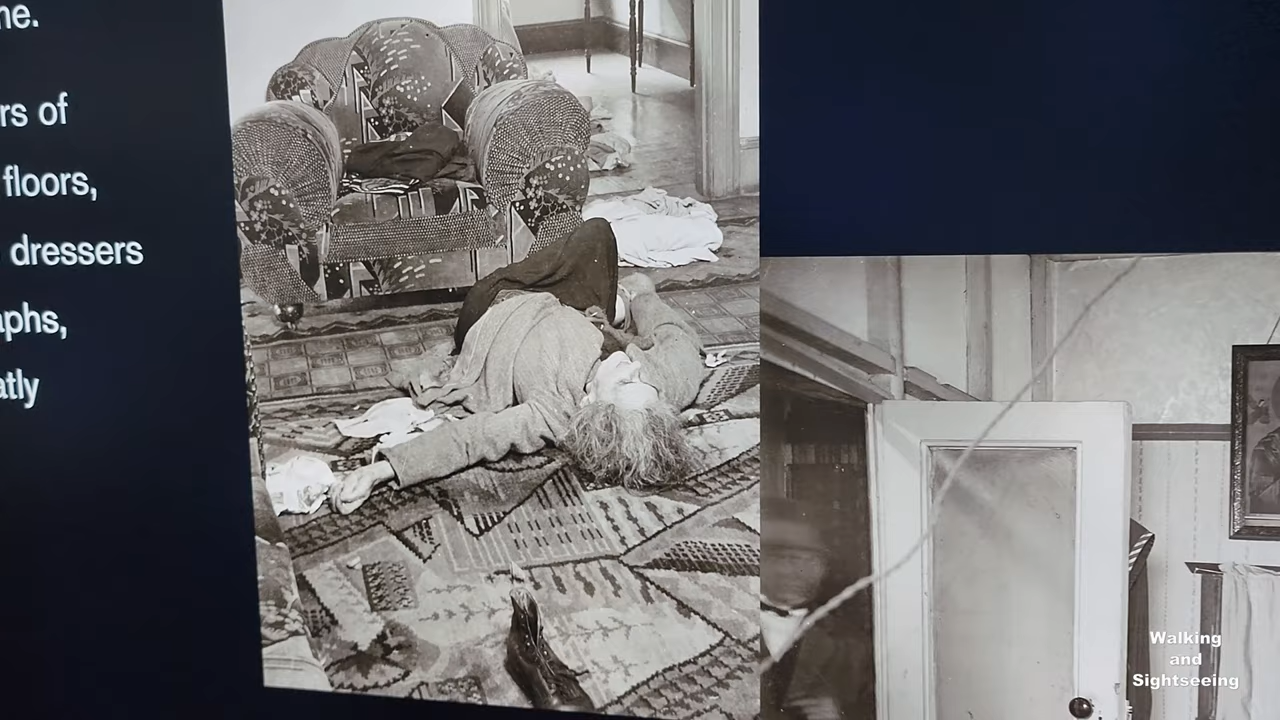 ne.
rs of
floors,
dressers
aphs,
atly
Walking
and
Sightseeing